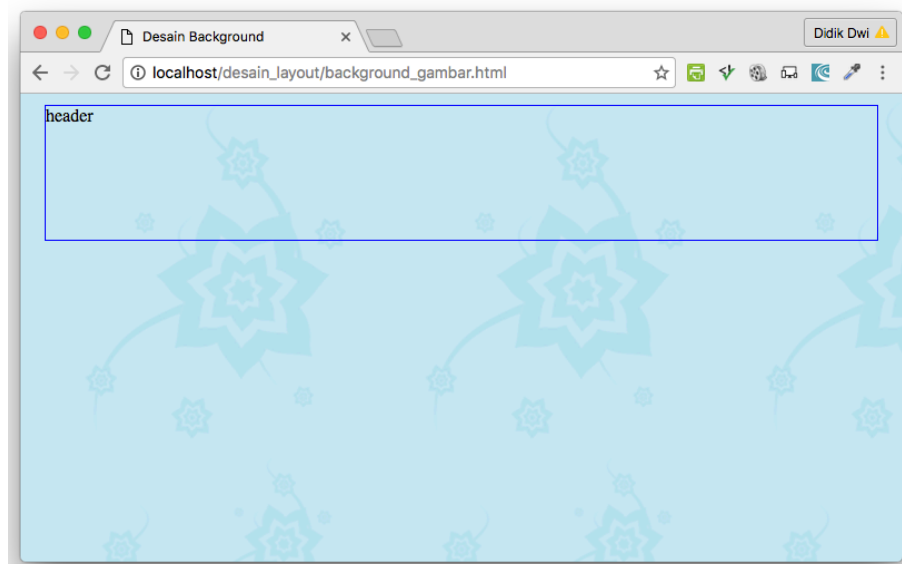 Desain Background
Didik Dwi
localhost/desain_layout/background_gambar.html
header